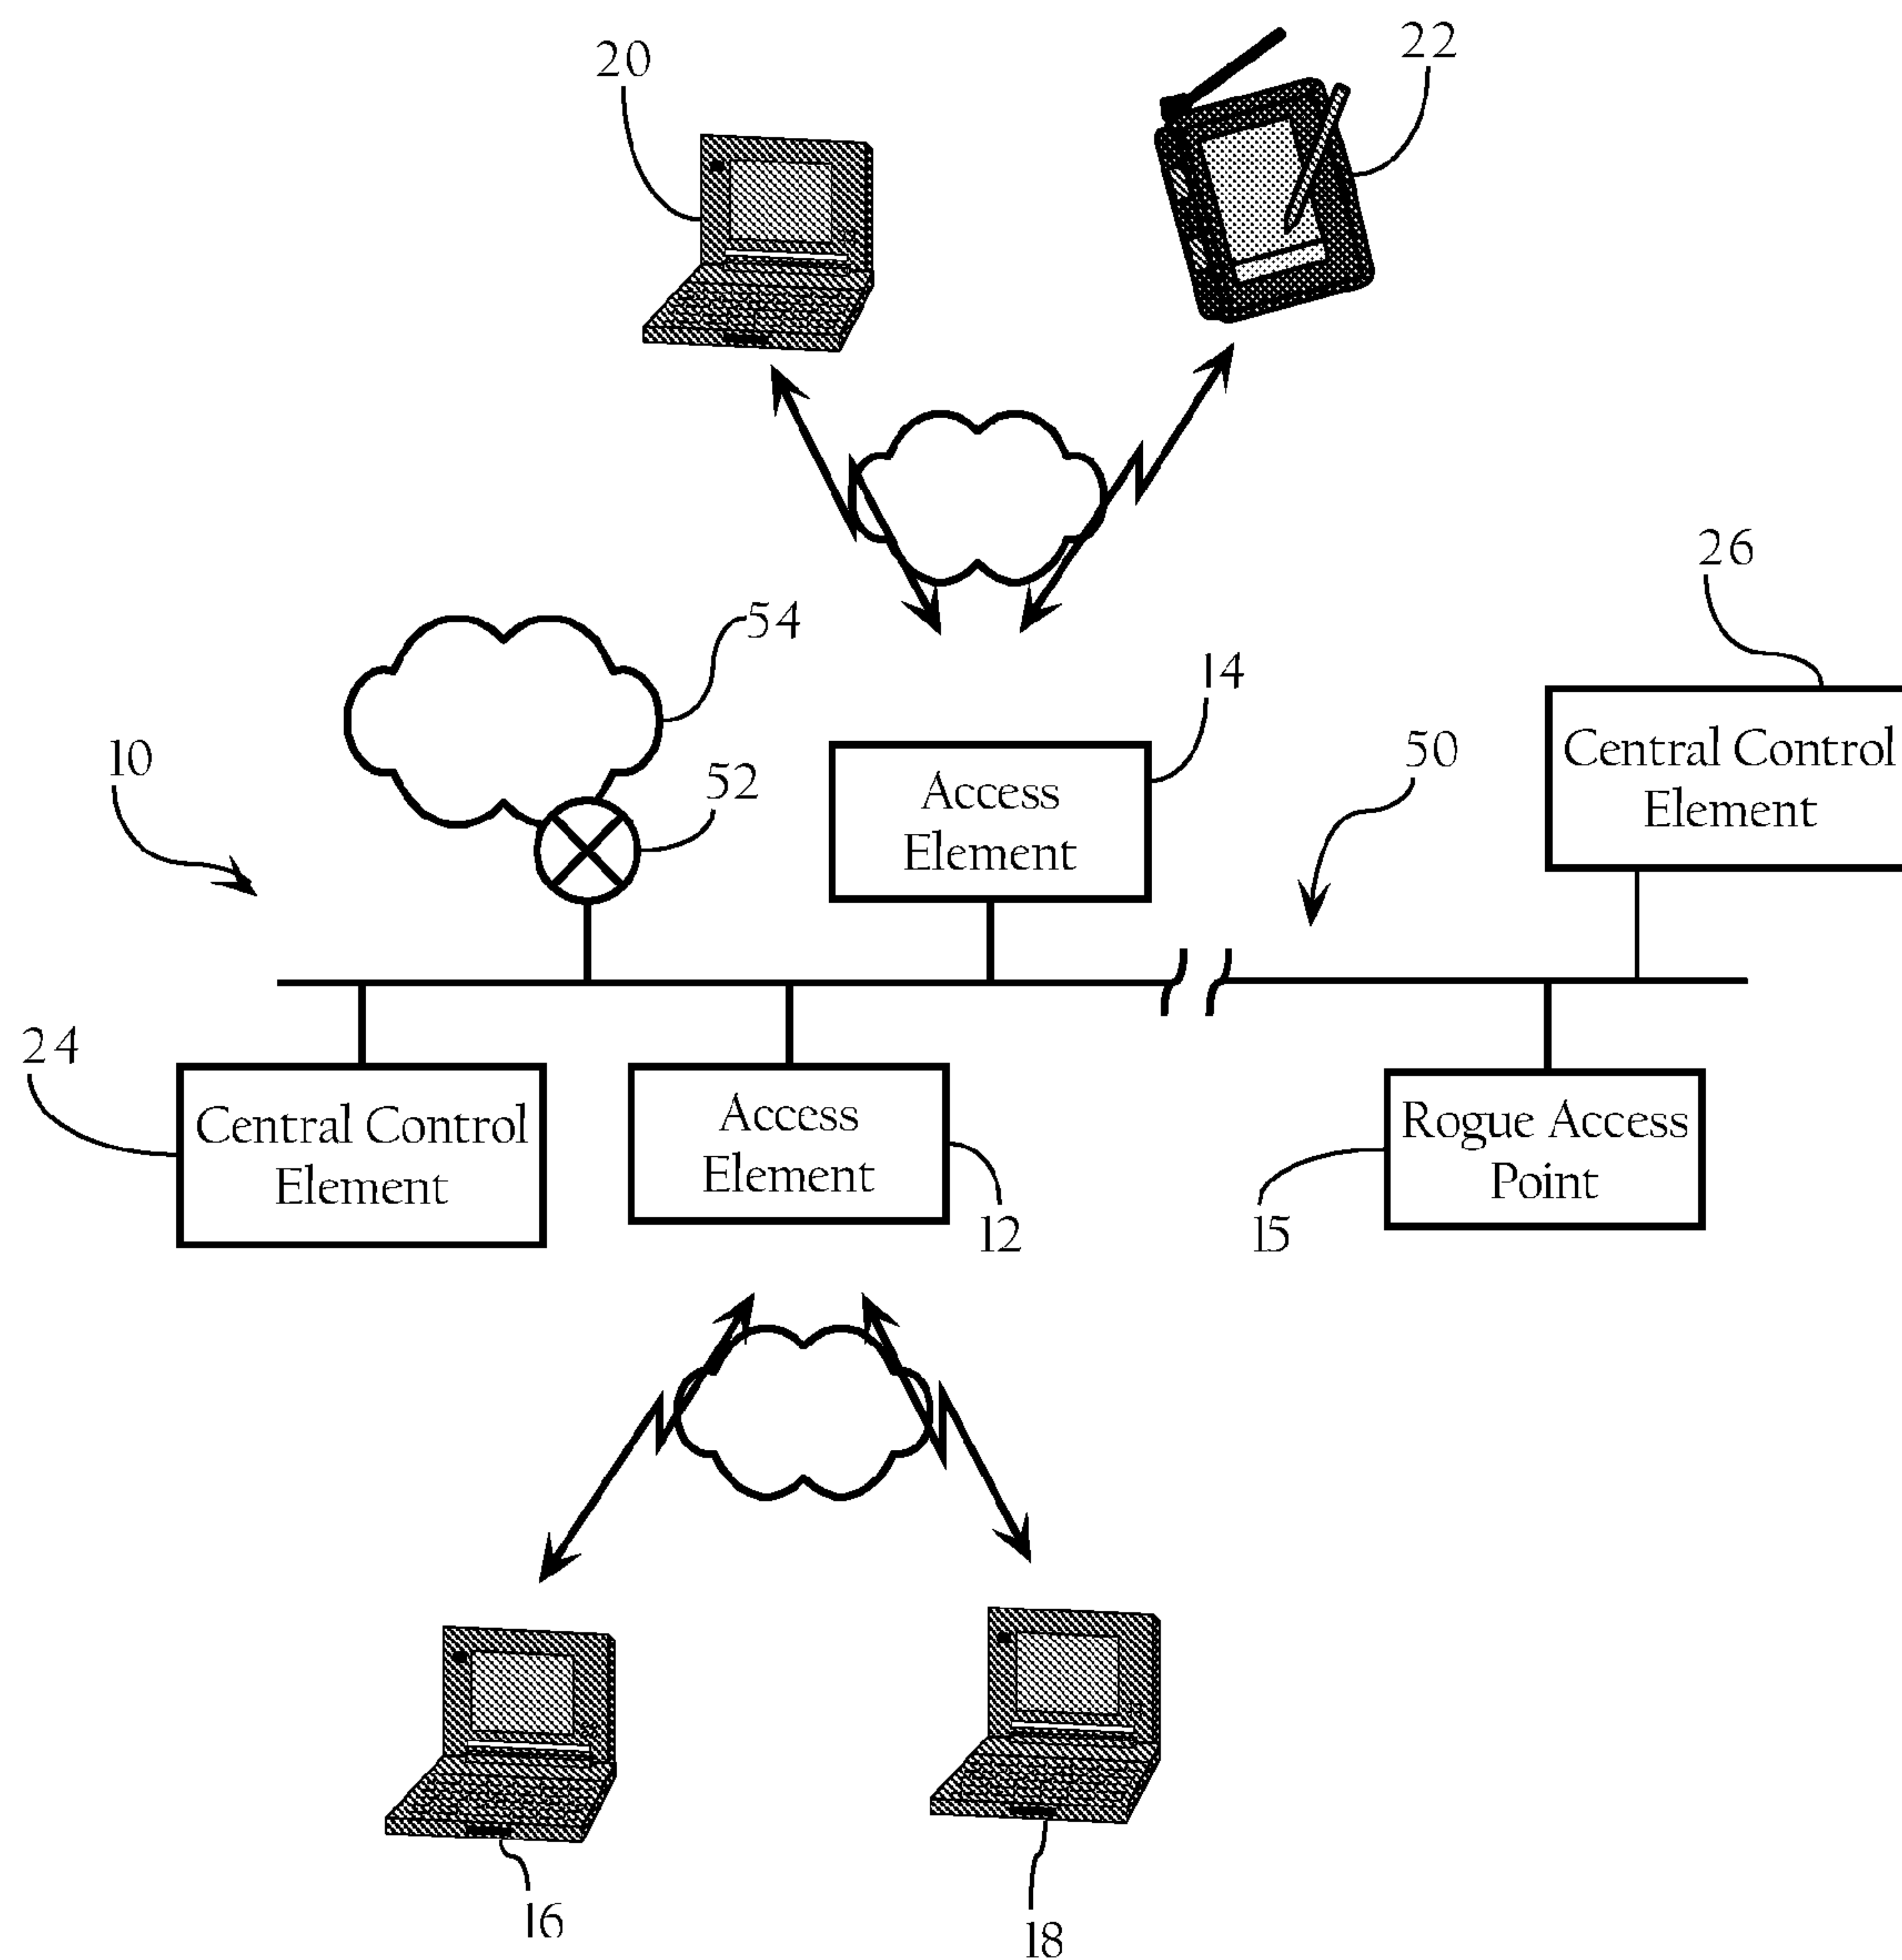 20
22
54
26
14
10
52
50
Access
Element
Central Control
Element
24
Central Control
Element
Access
Element
Rogue Access
Point
12
15
16
18